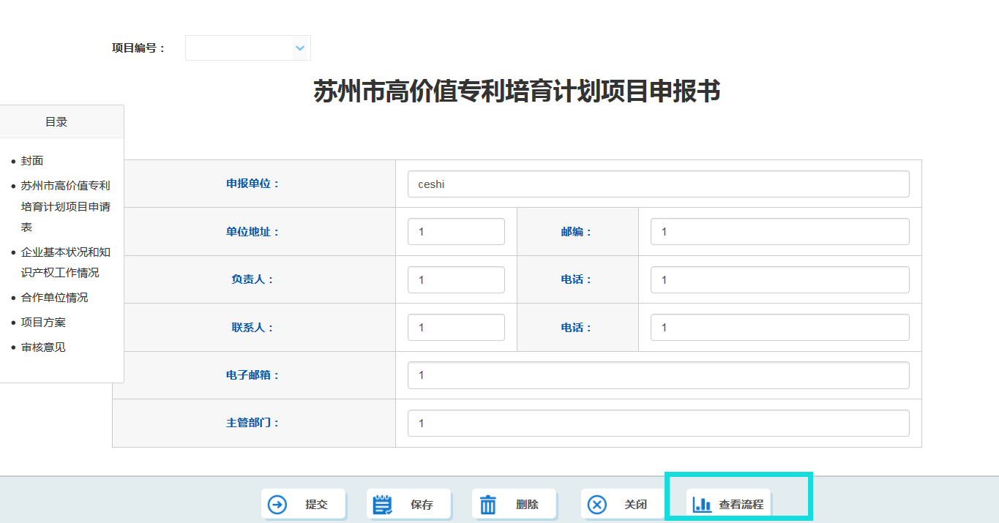 项目编号：
苏州市高价值专利培育计划项目申报书
目录
封面
苏州市高价值专利
培育计划项目申请
表
企业基本状况和知
识产权工作情况
合作单位情况
项目方案
审核意见
申报单位： ceshi
单位地址： 1 邮编： 1
负责人： 1 电话： 1
联系人： 1 电话： 1
电子邮箱： 1
主管部门： 1
提交 保存 删除 关闭 查看流程